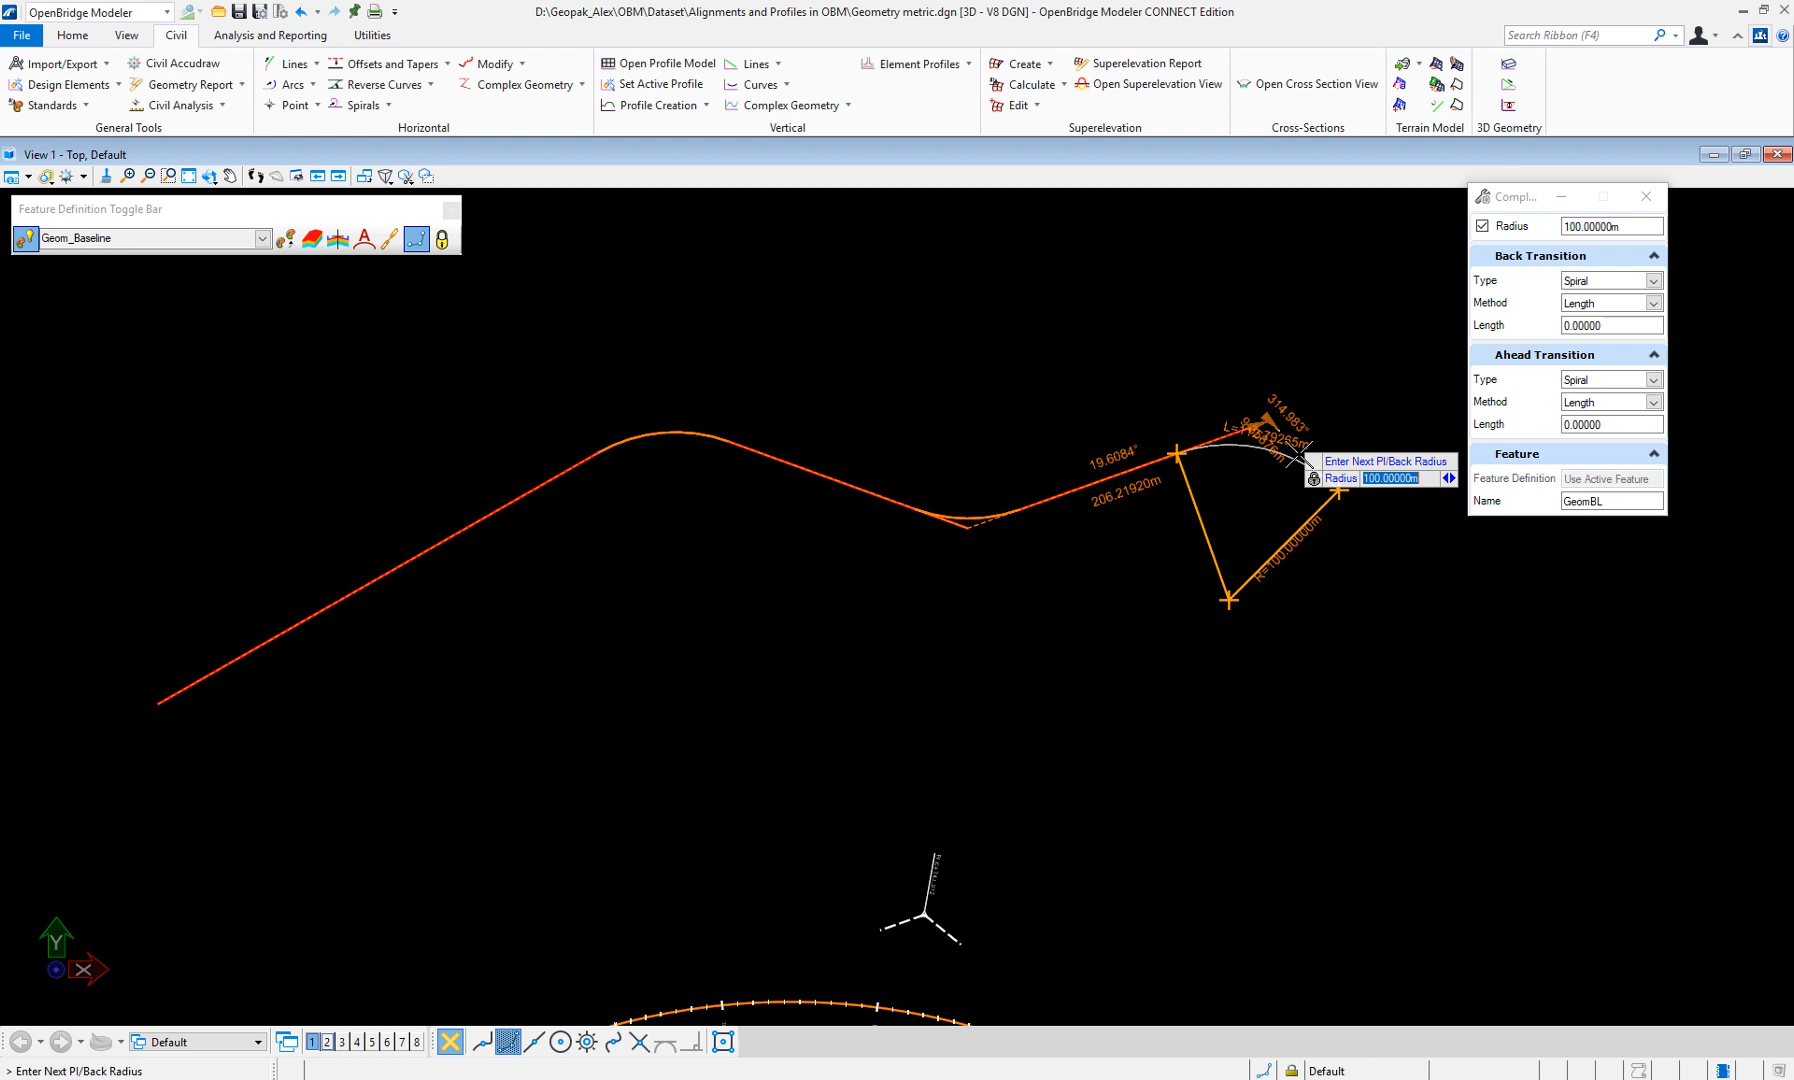 OpenBridge Modeler
D:\Geopak_Alex\OBM\Dataset\Alignments and Profiles in OBM\Geometry metric.dgn [3D - V8 DGN] - OpenBridge Modeler CONNECT Edition
File Home View Civil Analysis and Reporting Utilities
Search Ribbon (F4)
Import/Export Civil Accudraw
Design Elements Geometry Report
Standards Civil Analysis
General Tools
Lines Offsets and Tapers Modify
Arcs Reverse Curves Complex Geometry
Point Spirals
Horizontal
Open Profile Model Lines Element Profiles
Set Active Profile Curves
Profile Creation Complex Geometry
Vertical
Create Superelevation Report
Calculate Open Superelevation View
Edit
Superelevation
Open Cross Section View
Cross-Sections
Terrain Model
3D Geometry
View 1 - Top, Default
Feature Definition Toggle Bar
Geom_Baseline
Compl...
Radius 100.00000m
Back Transition
Type Spiral
Method Length
Length 0.00000
Ahead Transition
Type Spiral
Method Length
Length 0.00000
Feature
Feature Definition Use Active Feature
Name GeomBL
19.6084°
206.21920m
314.983°
R=100.00000m
Enter Next PI/Back Radius
Radius 100.00000m
Y
X
Default
1 2 3 4 5 6 7 8
> Enter Next PI/Back Radius
Default